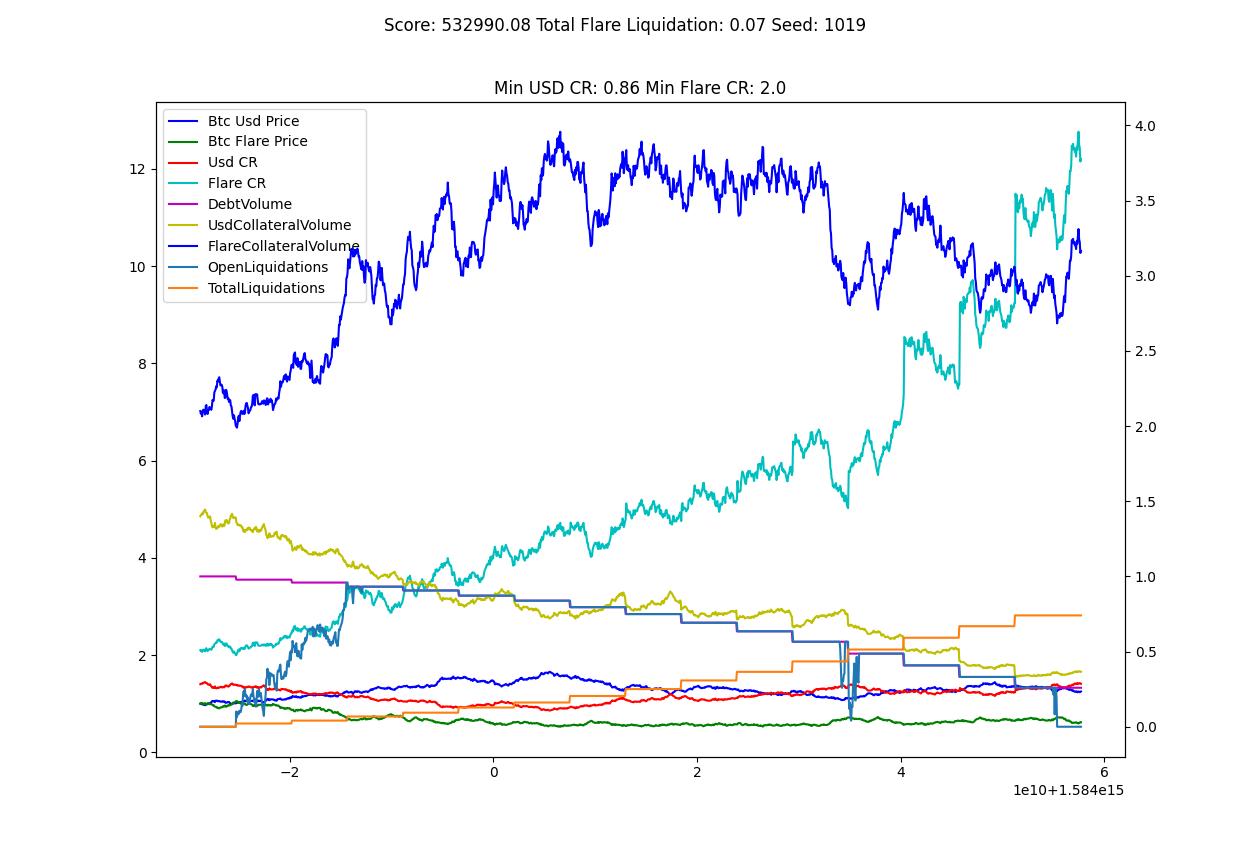 Score: 532990.08 Total Flare Liquidation: 0.07 Seed: 1019
Min USD CR: 0.86 Min Flare CR: 2.0
Btc Usd Price
Btc Flare Price
Usd CR
Flare CR
DebtVolume
UsdCollateralVolume
FlareCollateralVolume
OpenLiquidations
TotalLiquidations
12
10
8
6
4
2
0
4.0
3.5
3.0
2.5
2.0
1.5
1.0
0.5
0.0
−2
0
2
4
6
1e10+1.584e15